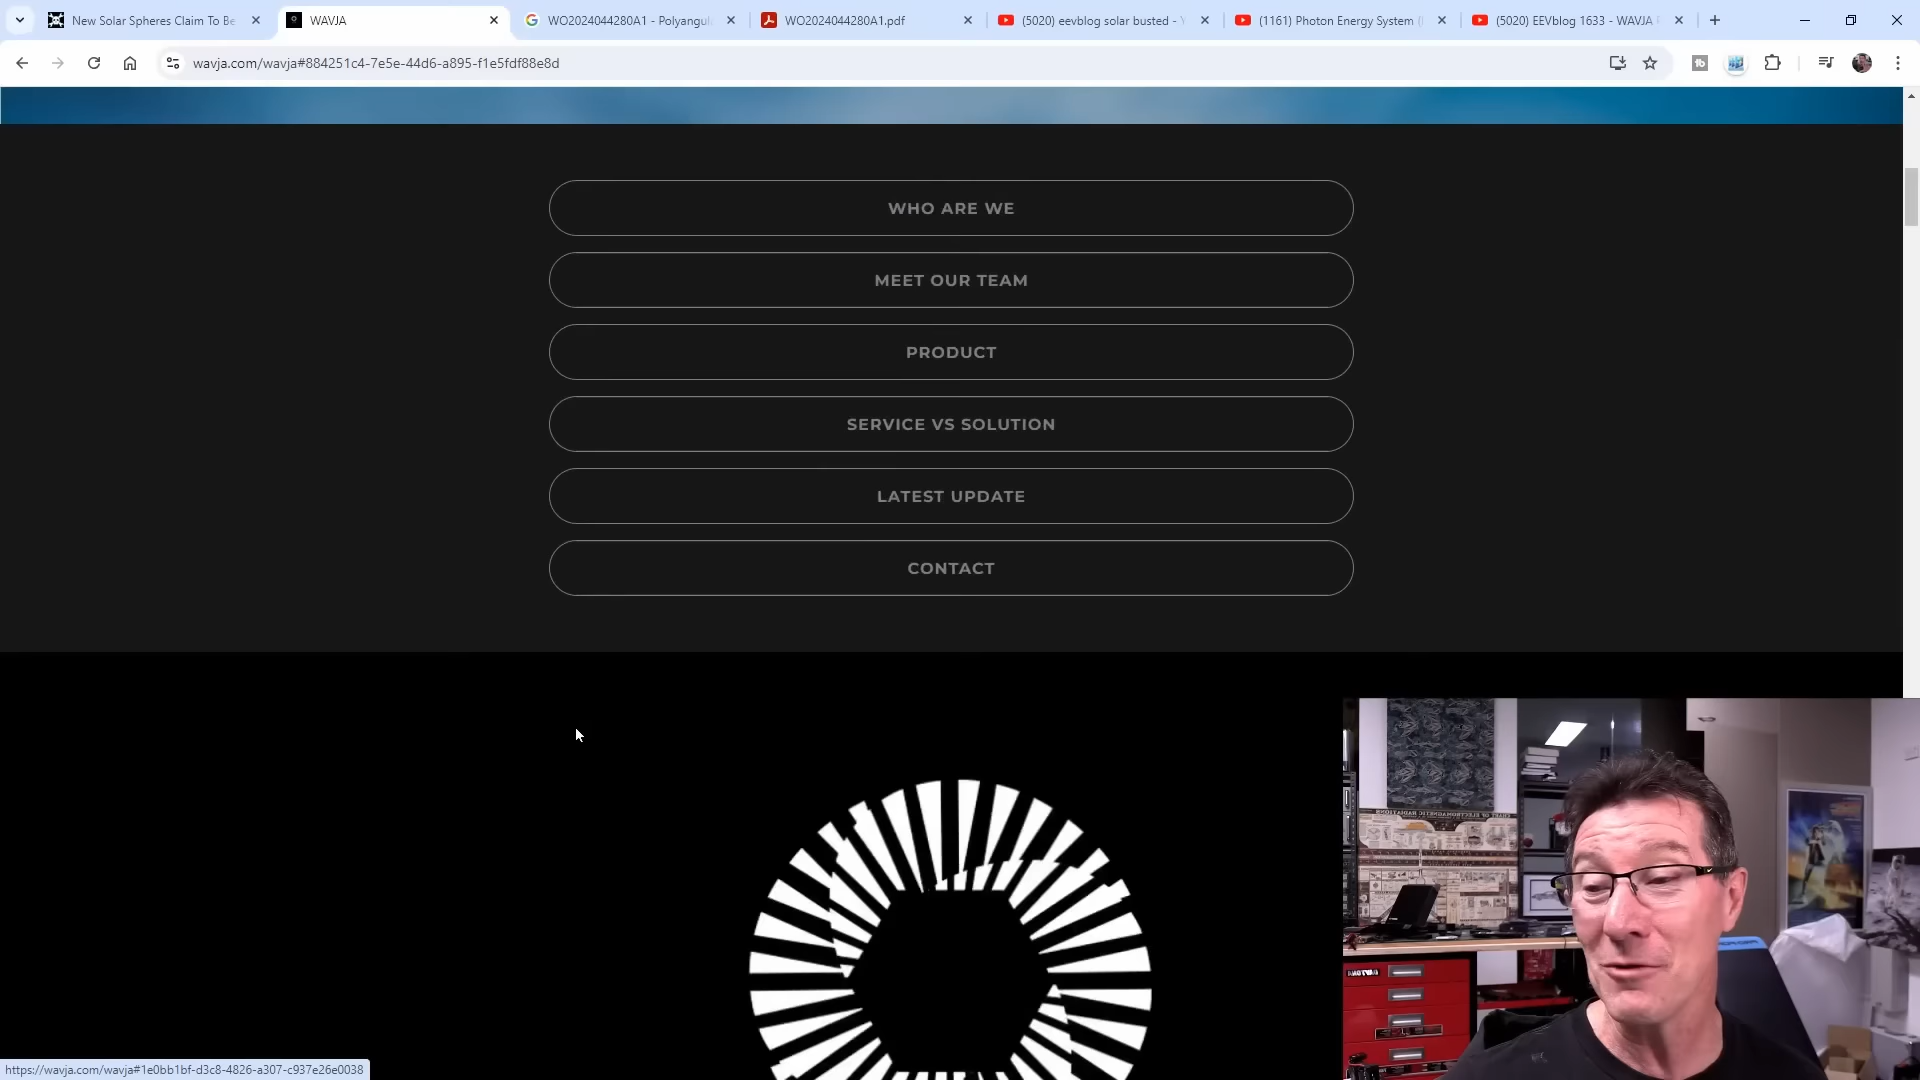 New Solar Spheres Claim To Be
WAVJA
WO2024044280A1 - Polyangul
WO2024044280A1.pdf
(5020) eevblog solar busted - Y
(1161) Photon Energy System (
(5020) EEVblog 1633 - WAVJA
wavja.com/wavja#884251c4-7e5e-44d6-a895-f1e5fdf88e8d
WHO ARE WE
MEET OUR TEAM
PRODUCT
SERVICE VS SOLUTION
LATEST UPDATE
CONTACT
https://wavja.com/wavja#1e0bb1bf-d3c8-4826-a307-c937e26e0038